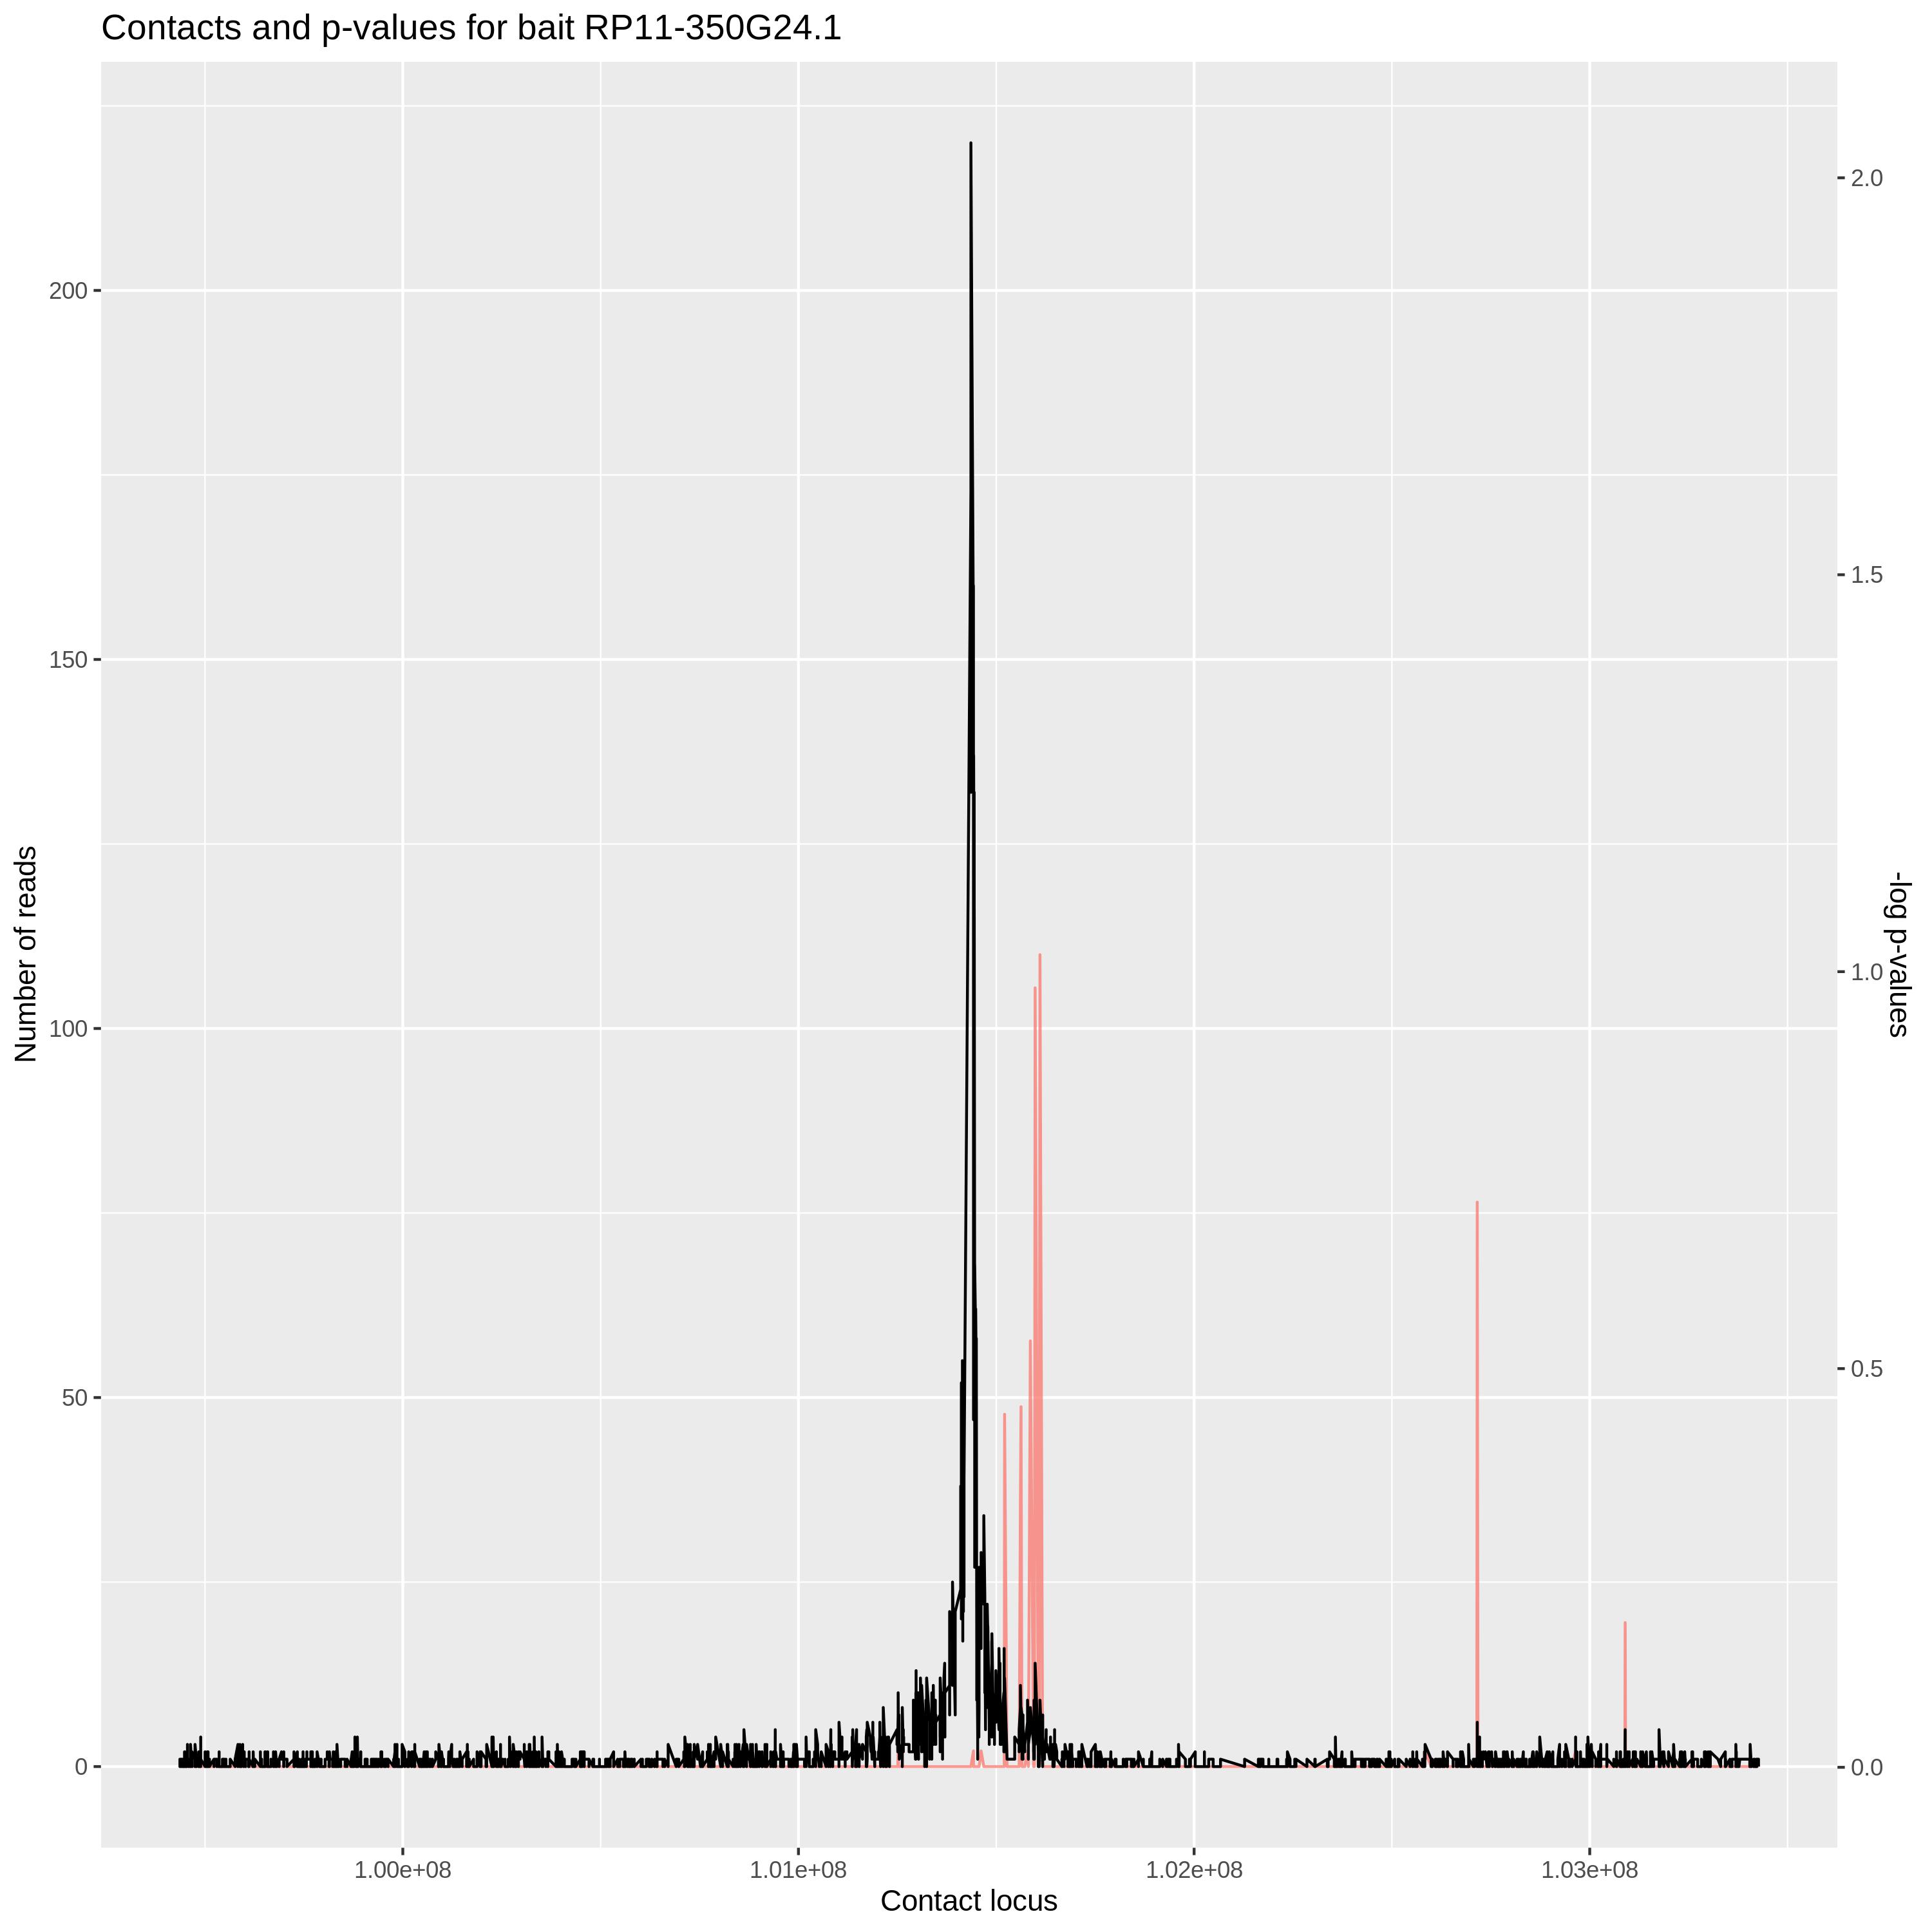 Contacts and p-values for bait RP11-350G24.1
Number of reads
200
150
100
50
0
2.0
1.5
1.0
0.5
0.0
-log p-values
1.00e+08
1.01e+08
1.02e+08
1.03e+08
Contact locus